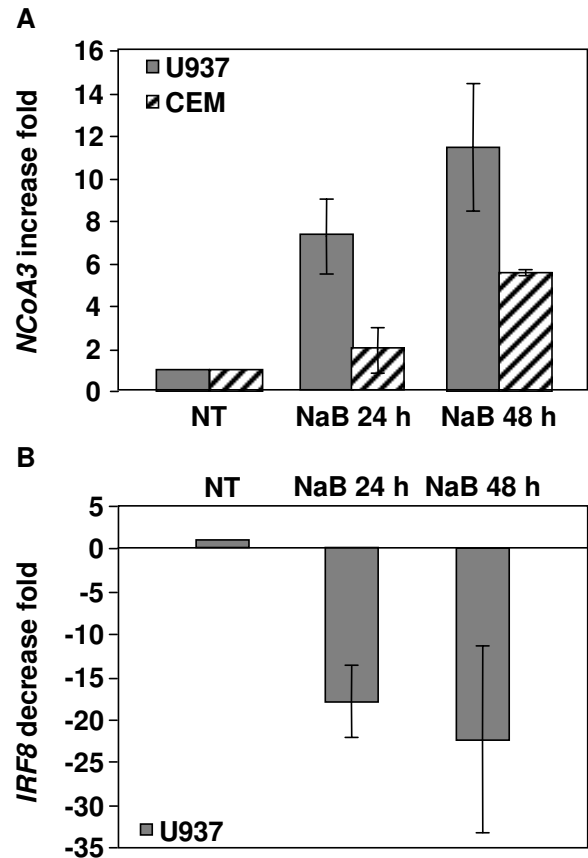 A
NCoA3 increase fold
16
14
12
10
8
6
4
2
0
U937
CEM
NT
NaB 24 h
NaB 48 h
B
NT
NaB 24 h
NaB 48 h
IRF8 decrease fold
5
0
-5
-10
-15
-20
-25
-30
-35
U937